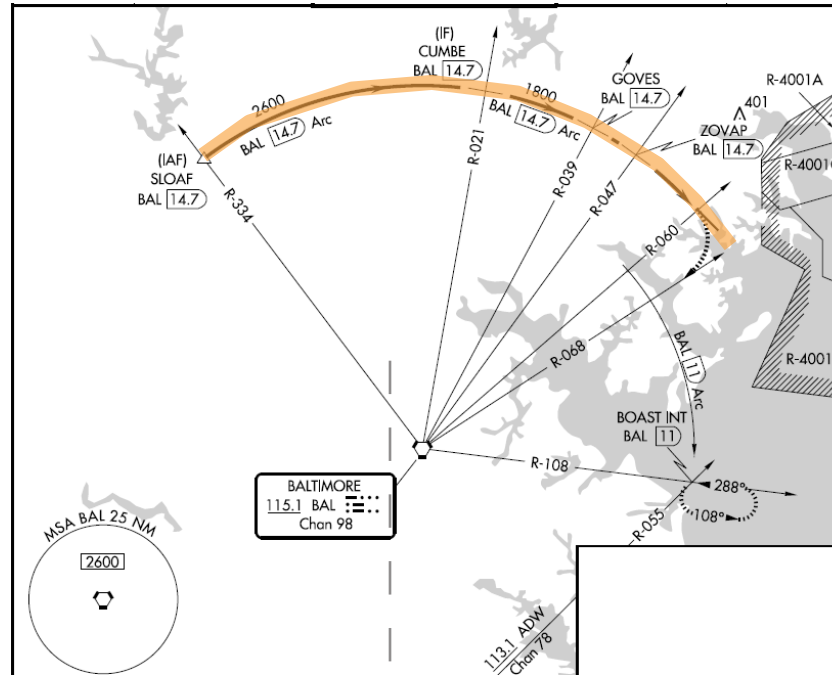 (IF)
CUMBE
BAL 14.7
2600
BAL 14.7 Arc
1800
BAL 14.7 Arc
GOVES
BAL 14.7
R-4001A
401
ZOVAP
BAL 14.7
R-4001
(IAF)
SLOAF
BAL 14.7
R-334
R-021
R-039
R-047
R-060
R-068
BAL 11 Arc
R-4001
BOAST INT
BAL 11
R-108
288°
108°
R-055
BALTIMORE
115.1 BAL
Chan 98
MSA BAL 25 NM
2600
113.1 ADW
Chan 78